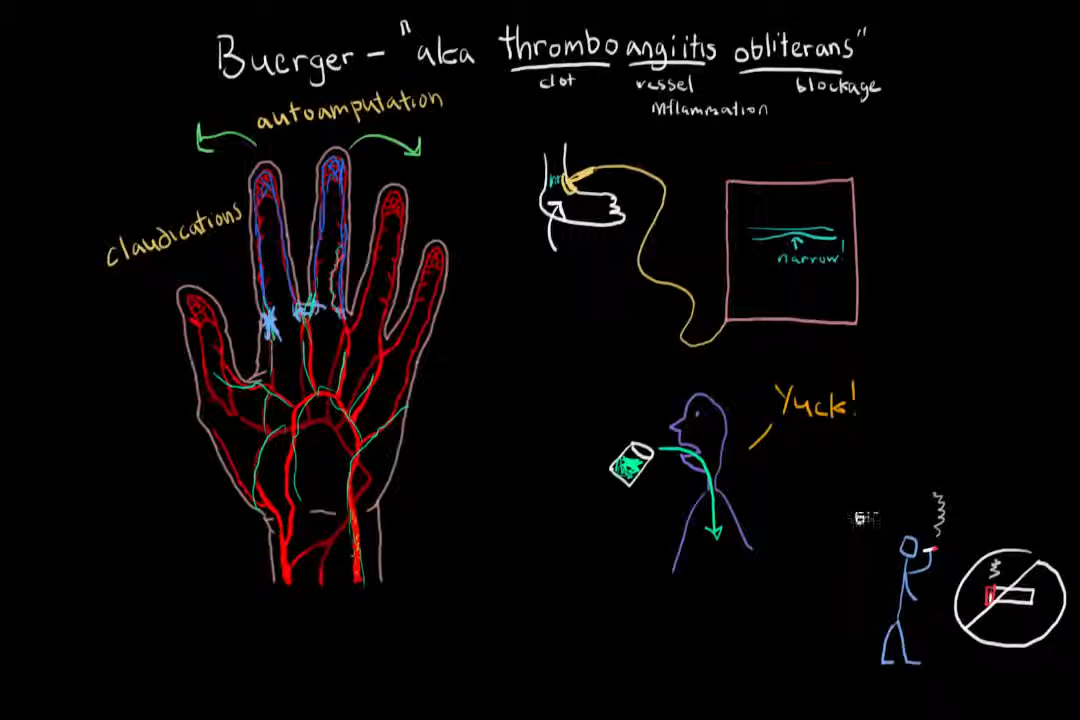 Buerger - "aka thromboangiitis obliterans"
clot vessel blockage
inflammation
autoamputation
claudications
narrow!
Yuck!